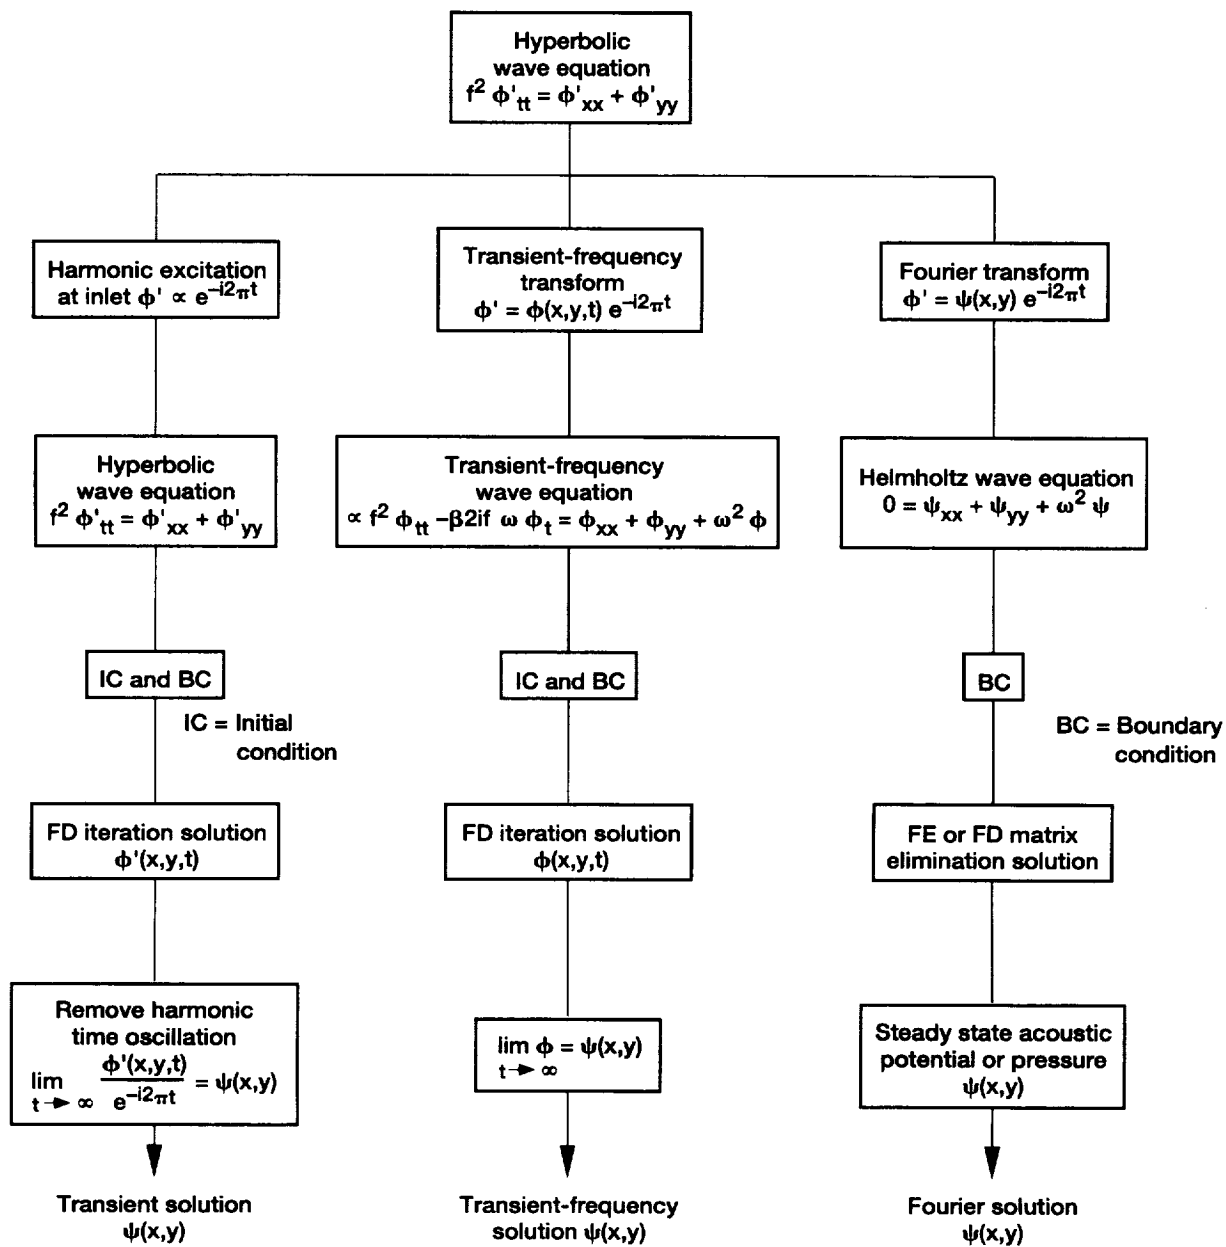 Hyperbolic
wave equation
f² ϕ'tt = ϕ'xx + ϕ'yy
Harmonic excitation
at inlet ϕ' ∝ e^–i2πt
Hyperbolic
wave equation
f² ϕ'tt = ϕ'xx + ϕ'yy
IC and BC
IC = Initial
condition
FD iteration solution
ϕ'(x,y,t)
Remove harmonic
time oscillation
lim t→∞ ϕ'(x,y,t) / e^–i2πt = ψ(x,y)
Transient solution
ψ(x,y)
Transient-frequency
transform
ϕ' = ϕ(x,y,t) e^–i2πt
Transient-frequency
wave equation
∝ f² ϕtt –β2if ω ϕt = ϕxx + ϕyy + ω² ϕ
IC and BC
FD iteration solution
ϕ(x,y,t)
lim ϕ = ψ(x,y)
t→∞
Transient-frequency
solution ψ(x,y)
Fourier transform
ϕ' = ψ(x,y) e^–i2πt
Helmholtz wave equation
0 = ψxx + ψyy + ω² ψ
BC
BC = Boundary
condition
FE or FD matrix
elimination solution
Steady state acoustic
potential or pressure
ψ(x,y)
Fourier solution
ψ(x,y)